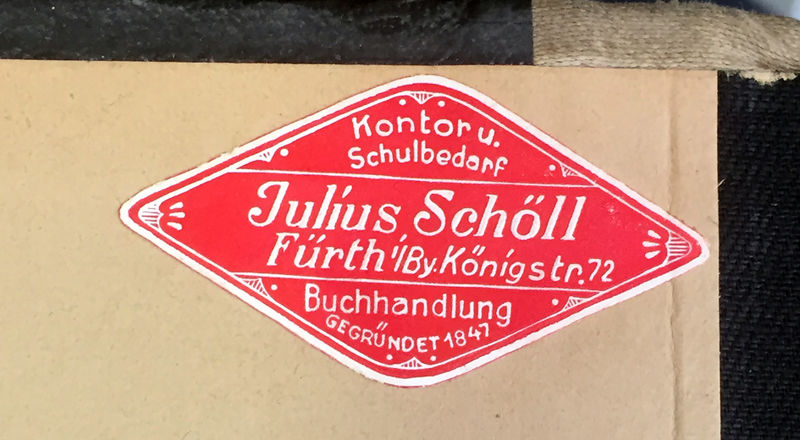 Kontor u.
Schulbedarf
Julius Schöll
Fürth i/By. Königstr. 72
Buchhandlung
GEGRÜNDET 1847